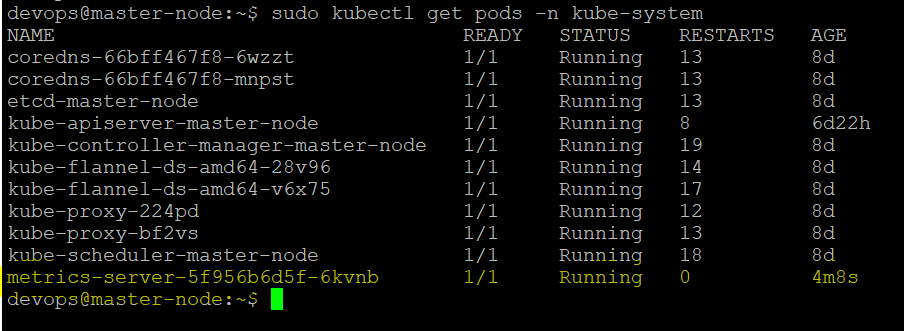 devops@master-node:~$ sudo kubectl get pods -n kube-system
NAME READY STATUS RESTARTS AGE
coredns-66bff467f8-6wzzt 1/1 Running 13 8d
coredns-66bff467f8-mnpst 1/1 Running 13 8d
etcd-master-node 1/1 Running 13 8d
kube-apiserver-master-node 1/1 Running 8 6d22h
kube-controller-manager-master-node 1/1 Running 19 8d
kube-flannel-ds-amd64-28v96 1/1 Running 14 8d
kube-flannel-ds-amd64-v6x75 1/1 Running 17 8d
kube-proxy-224pd 1/1 Running 12 8d
kube-proxy-bf2vs 1/1 Running 13 8d
kube-scheduler-master-node 1/1 Running 18 8d
metrics-server-5f956b6d5f-6kvnb 1/1 Running 0 4m8s
devops@master-node:~$